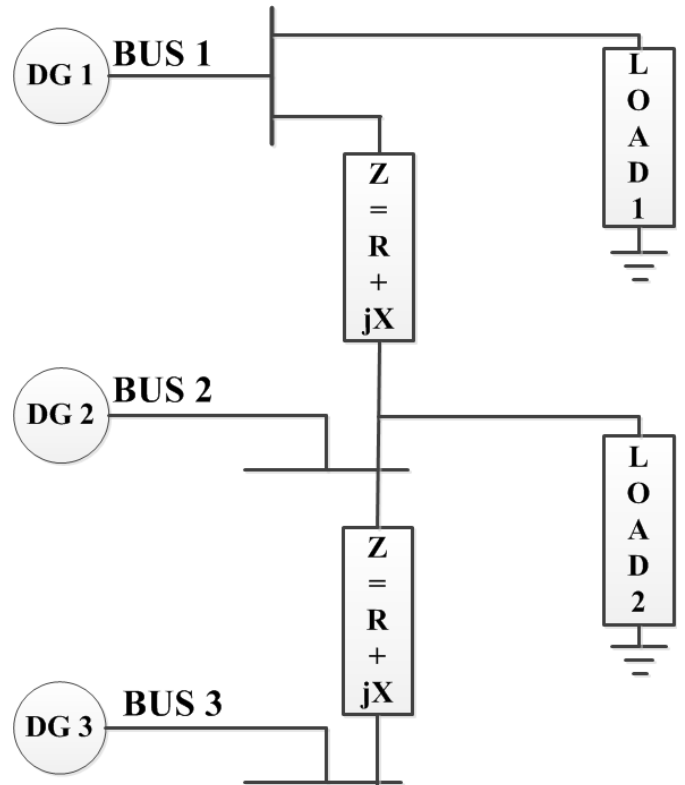 DG 1
BUS 1
L
O
A
D
1
Z
=
R
+
jX
DG 2
BUS 2
L
O
A
D
2
Z
=
R
+
jX
DG 3
BUS 3